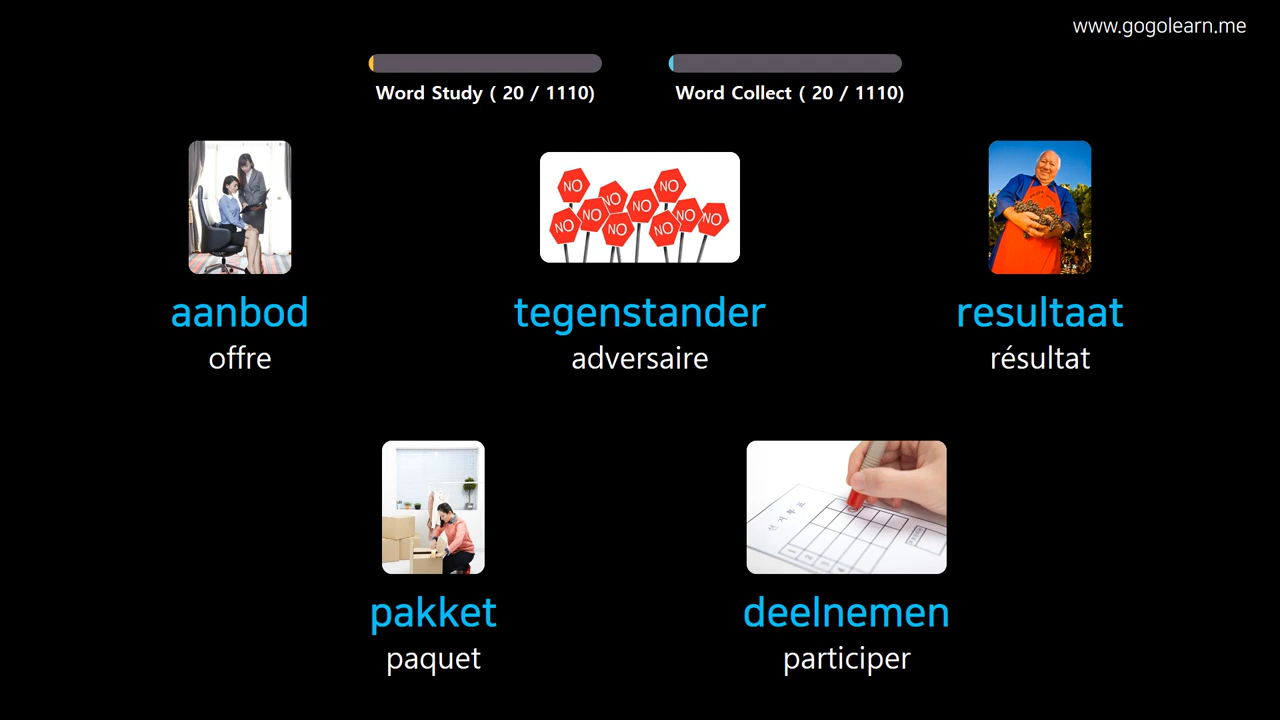 www.gogolearn.me
Word Study ( 20 / 1110)
Word Collect ( 20 / 1110)
NO
NO
NO
NO
NO
NO
NO
NO
NO
NO
aanbod
offre
tegenstander
adversaire
resultaat
résultat
pakket
paquet
deelnemen
participer